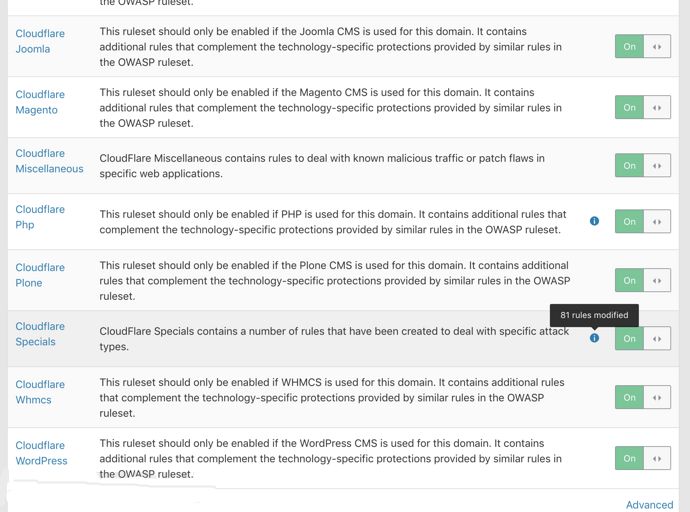 the OWASP ruleset.
Cloudflare
Joomla
This ruleset should only be enabled if the Joomla CMS is used for this domain. It contains
additional rules that complement the technology-specific protections provided by similar rules in
the OWASP ruleset.
On
Cloudflare
Magento
This ruleset should only be enabled if the Magento CMS is used for this domain. It contains
additional rules that complement the technology-specific protections provided by similar rules in
the OWASP ruleset.
On
Cloudflare
Miscellaneous
CloudFlare Miscellaneous contains rules to deal with known malicious traffic or patch flaws in
specific web applications.
On
Cloudflare
Php
This ruleset should only be enabled if PHP is used for this domain. It contains additional rules that
complement the technology-specific protections provided by similar rules in the OWASP ruleset.
On
Cloudflare
Plone
This ruleset should only be enabled if the Plone CMS is used for this domain. It contains additional
rules that complement the technology-specific protections provided by similar rules in the OWASP
ruleset.
On
81 rules modified
Cloudflare
Specials
CloudFlare Specials contains a number of rules that have been created to deal with specific attack
types.
On
Cloudflare
Whmcs
This ruleset should only be enabled if WHMCS is used for this domain. It contains additional rules
that complement the technology-specific protections provided by similar rules in the OWASP
ruleset.
On
Cloudflare
WordPress
This ruleset should only be enabled if the WordPress CMS is used for this domain. It contains
additional rules that complement the technology-specific protections provided by similar rules in
the OWASP ruleset.
On
Advanced